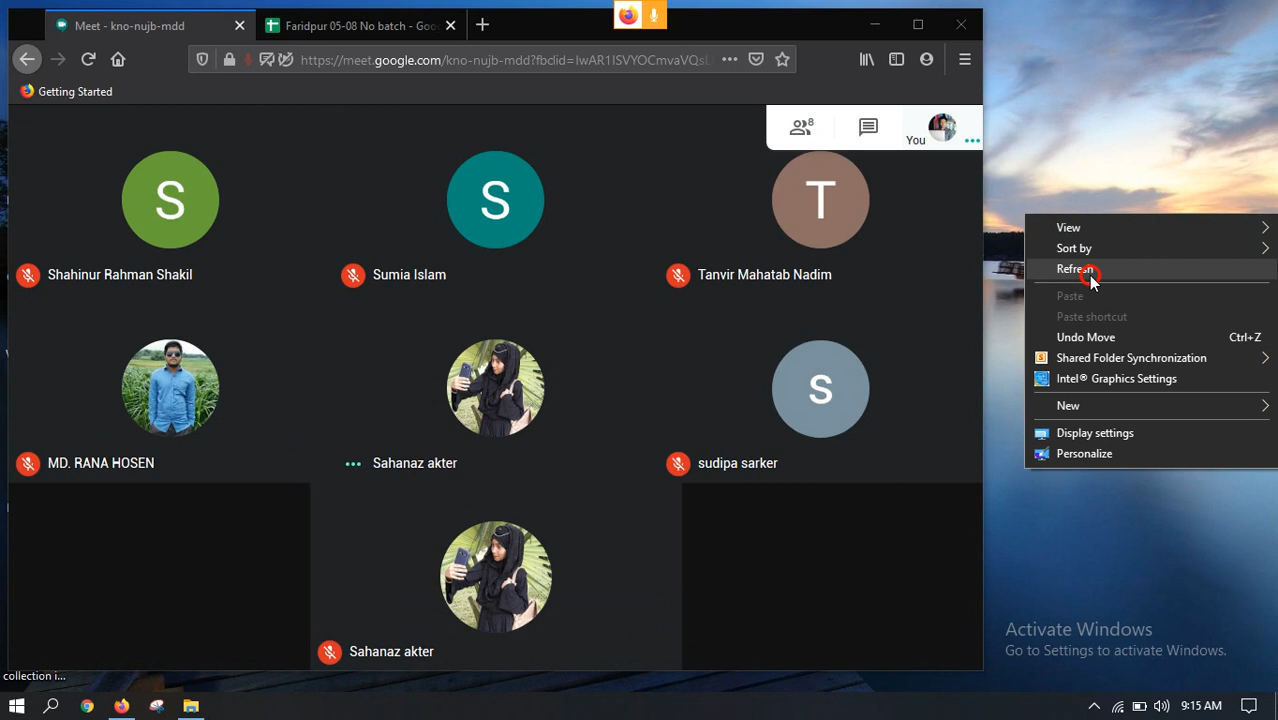 Meet - kno-nujb-mdd
Faridpur 05-08 No batch - Goo
https://meet.google.com/kno-nujb-mdd?fbclid=IwAR1ISVYOCmvaVQsL
Getting Started
8
You
S
S
T
Shahinur Rahman Shakil
Sumia Islam
Tanvir Mahatab Nadim
s
MD. RANA HOSEN
Sahanaz akter
sudipa sarker
Sahanaz akter
View
Sort by
Refresh
Paste
Paste shortcut
Undo Move Ctrl+Z
Shared Folder Synchronization
Intel® Graphics Settings
New
Display settings
Personalize
Activate Windows
Go to Settings to activate Windows.
collection i...
9:15 AM